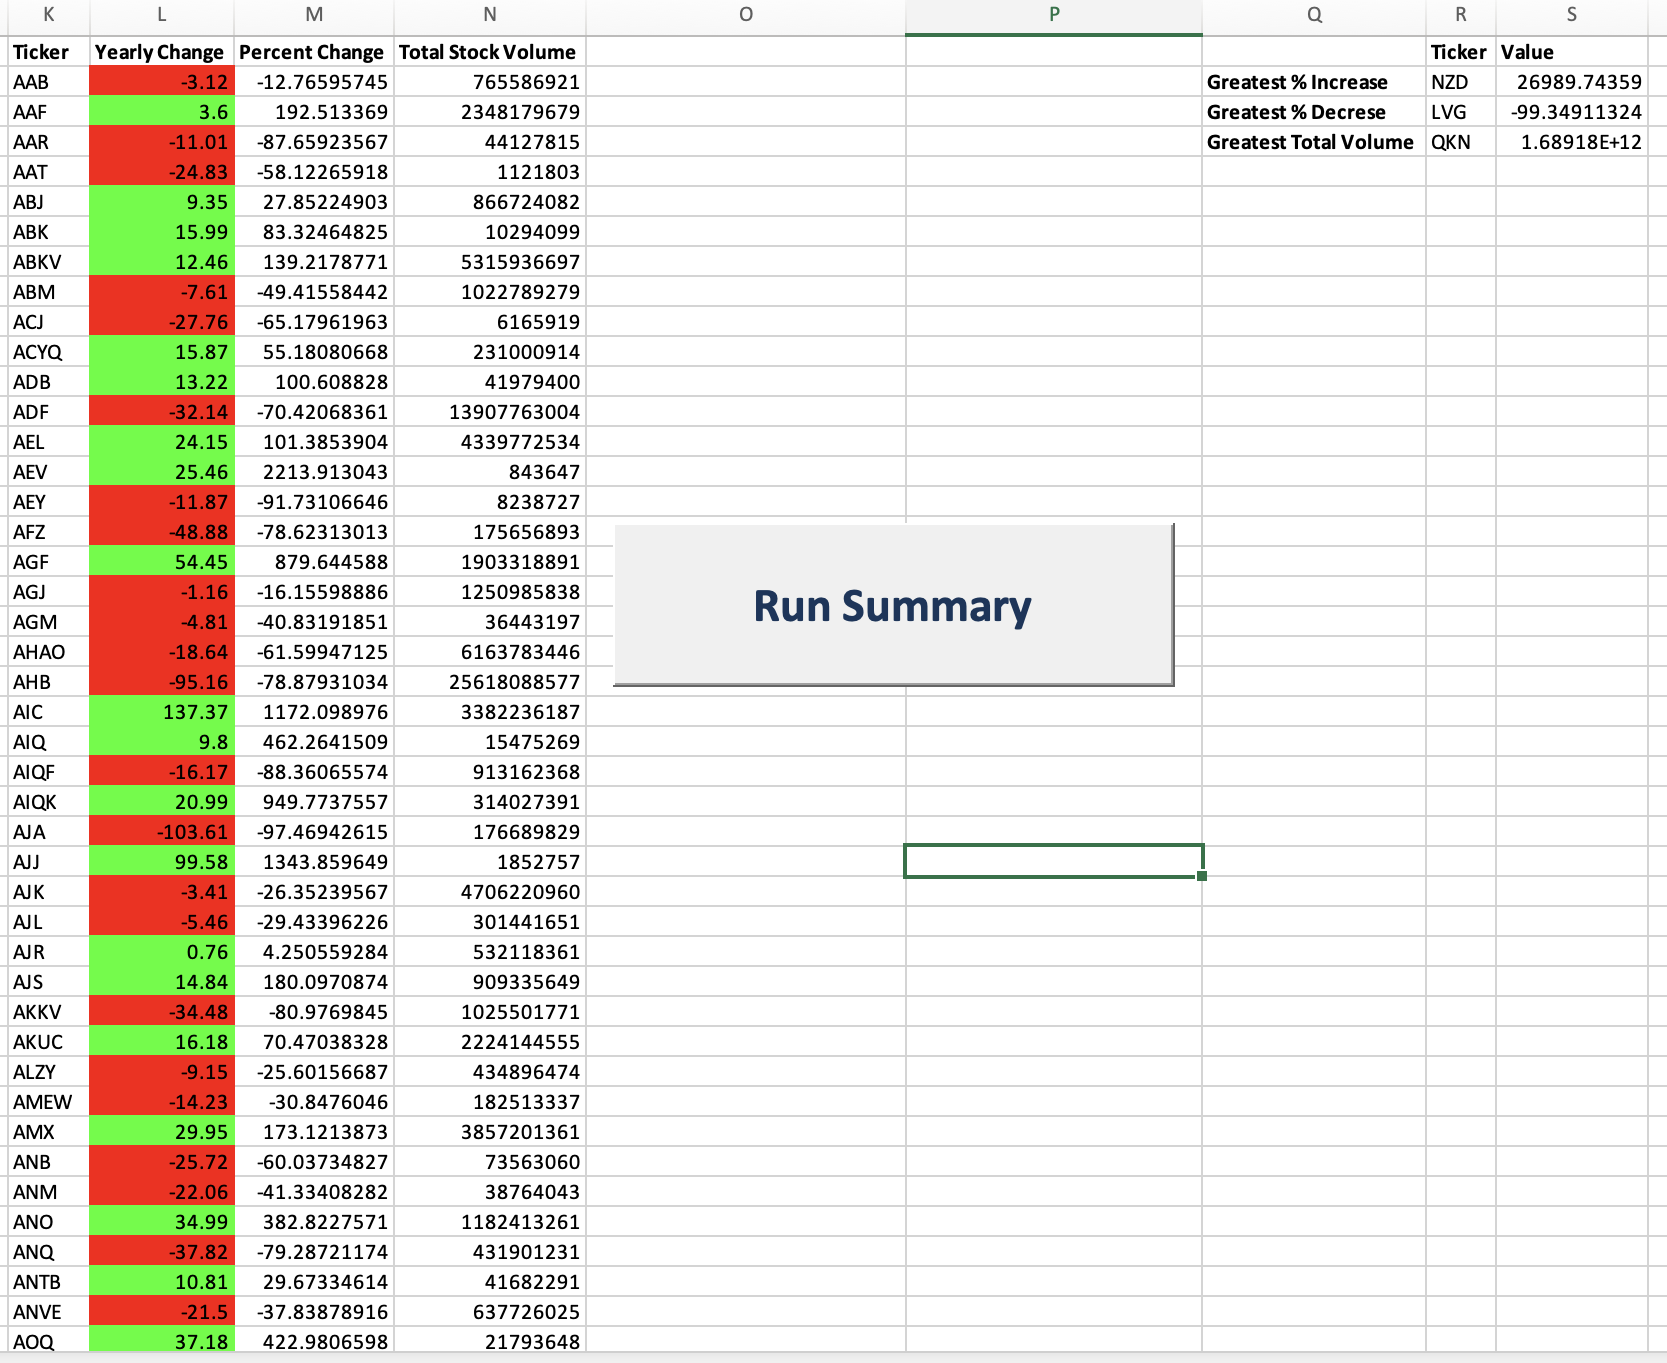 K L M N O P Q R S
Ticker Yearly Change Percent Change Total Stock Volume Ticker Value
AAB -3.12 -12.76595745 765586921 Greatest % Increase NZD 26989.74359
AAF 3.6 192.513369 2348179679 Greatest % Decrese LVG -99.34911324
AAR -11.01 -87.65923567 44127815 Greatest Total Volume QKN 1.68918E+12
AAT -24.83 -58.12265918 1121803
ABJ 9.35 27.85224903 866724082
ABK 15.99 83.32464825 10294099
ABKV 12.46 139.2178771 5315936697
ABM -7.61 -49.41558442 1022789279
ACJ -27.76 -65.17961963 6165919
ACYQ 15.87 55.18080668 231000914
ADB 13.22 100.608828 41979400
ADF -32.14 -70.42068361 13907763004
AEL 24.15 101.3853904 4339772534
AEV 25.46 2213.913043 843647
AEY -11.87 -91.73106646 8238727
AFZ -48.88 -78.62313013 175656893
AGF 54.45 879.644588 1903318891
AGJ -1.16 -16.15598886 1250985838
Run Summary
AGM -4.81 -40.83191851 36443197
AHAO -18.64 -61.59947125 6163783446
AHB -95.16 -78.87931034 25618088577
AIC 137.37 1172.098976 3382236187
AIQ 9.8 462.2641509 15475269
AIQF -16.17 -88.36065574 913162368
AIQK 20.99 949.7737557 314027391
AJA -103.61 -97.46942615 176689829
AJJ 99.58 1343.859649 1852757
AJK -3.41 -26.35239567 4706220960
AJL -5.46 -29.43396226 301441651
AJR 0.76 4.250559284 532118361
AJS 14.84 180.0970874 909335649
AKKV -34.48 -80.9769845 1025501771
AKUC 16.18 70.47038328 2224144555
ALZY -9.15 -25.60156687 434896474
AMEW -14.23 -30.8476046 182513337
AMX 29.95 173.1213873 3857201361
ANB -25.72 -60.03734827 73563060
ANM -22.06 -41.33408282 38764043
ANO 34.99 382.8227571 1182413261
ANQ -37.82 -79.28721174 431901231
ANTB 10.81 29.67334614 41682291
ANVE -21.5 -37.83878916 637726025
AOQ 37.18 422.9806598 21793648